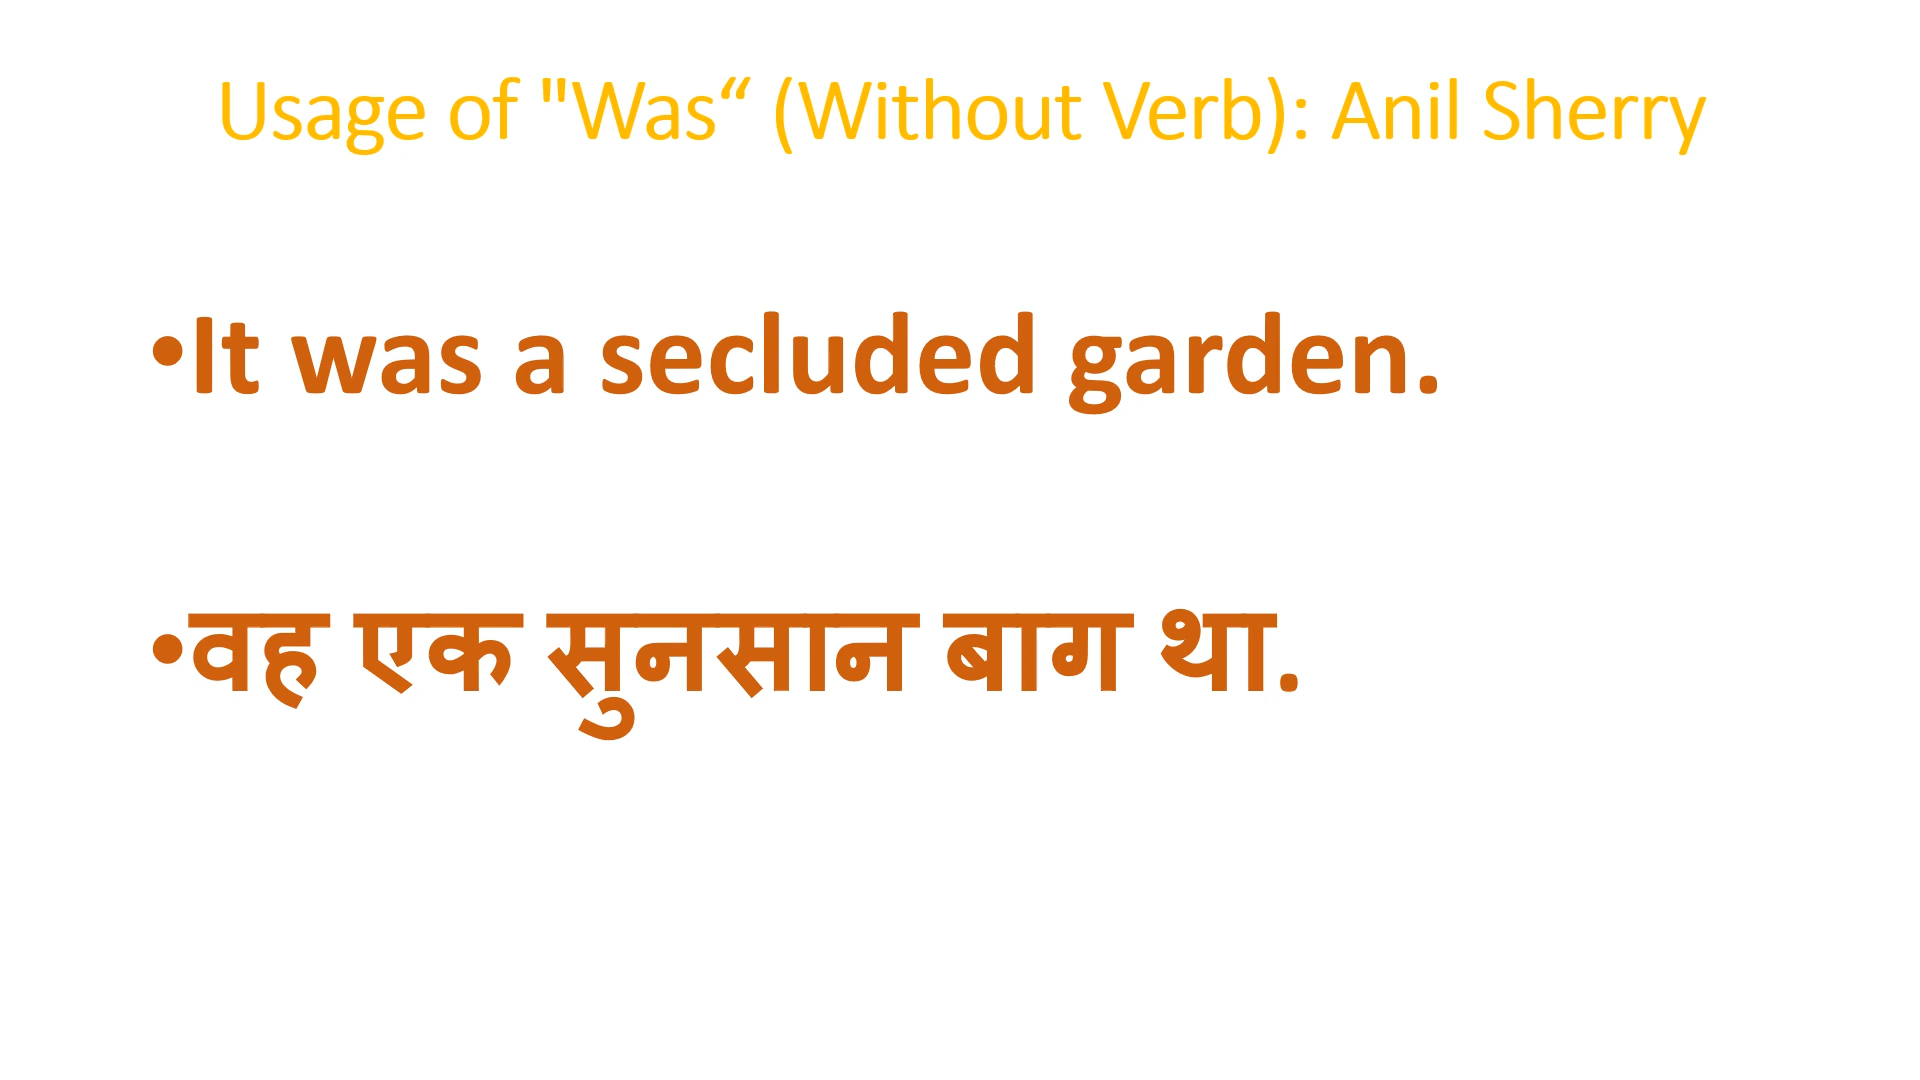 Usage of "Was“ (Without Verb): Anil Sherry
•It was a secluded garden.
•वह एक सुनसान बाग था.